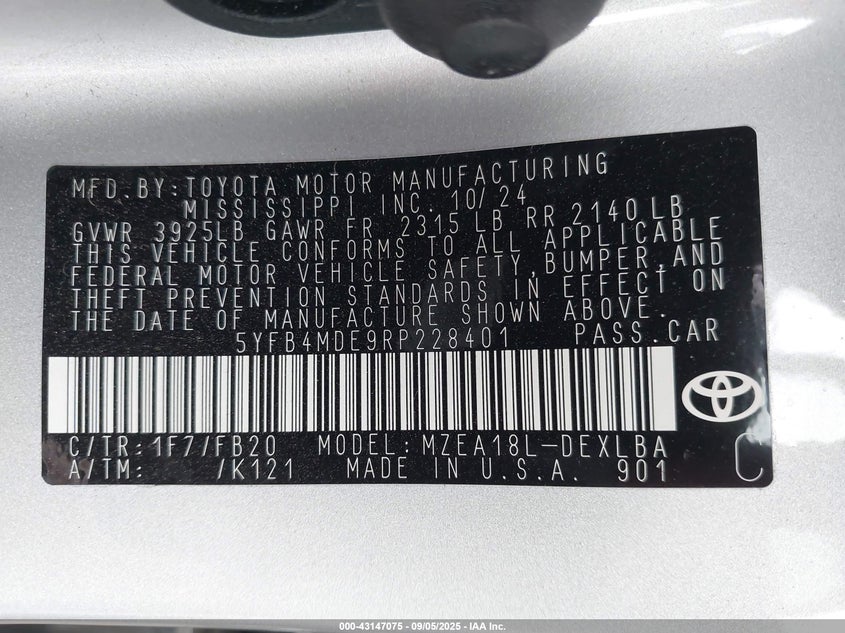 MFD.BY:TOYOTA MOTOR MANUFACTURING
MISSISSIPPI INC. 10/24
GVWR 3925LB GAWR FR 2315 LB RR 2140LB
THIS VEHICLE CONFORMS TO ALL APPLICABLE
FEDERAL MOTOR VEHICLE SAFETY,BUMPER,AND
THEFT PREVENTION STANDARDS IN EFFECT ON
THE DATE OF MANUFACTURE SHOWN ABOVE.
5YFB4MDE9RP228401 PASS.CAR
C/TR:1F7/FB20 MODEL:MZEA18L-DEXLBA
A/TM: /K121 MADE IN U.S.A. 901 C
000-43147075 - 09/05/2025 - IAA Inc.